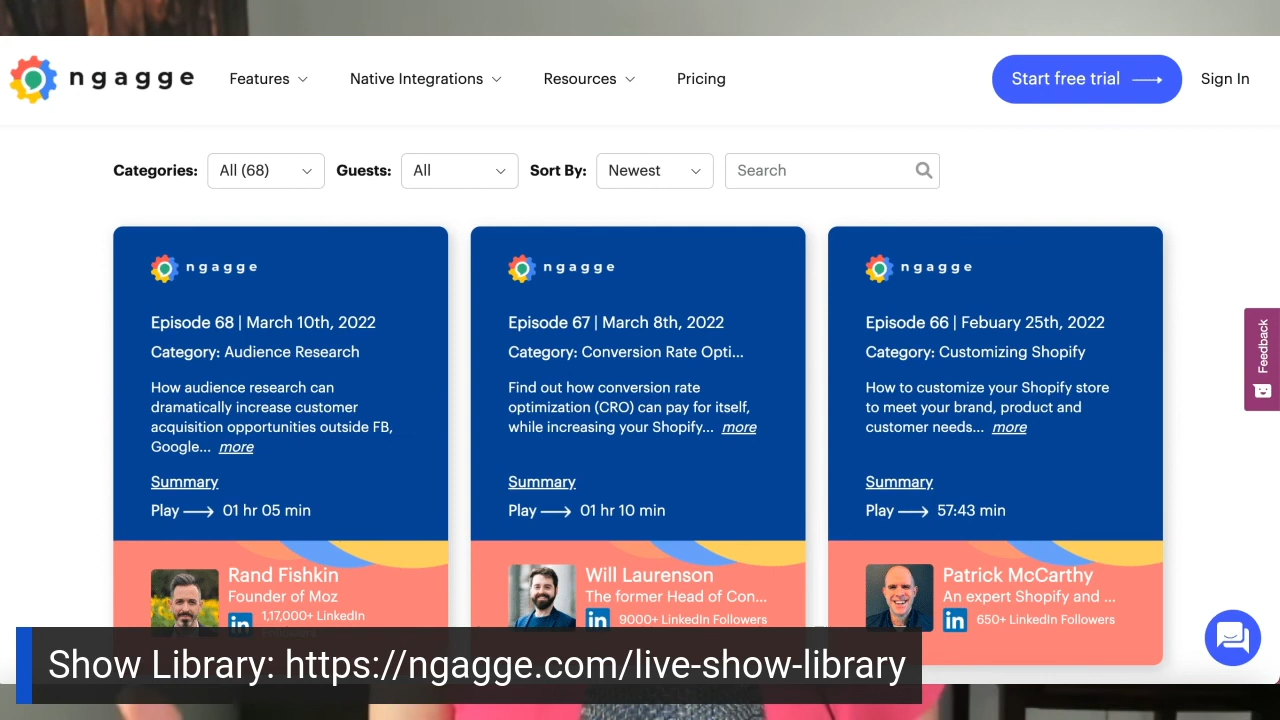 ngagge
Features
Native Integrations
Resources
Pricing
Start free trial
Sign In
Categories: All (68)
Guests: All
Sort By: Newest
Search
ngagge
Episode 68 | March 10th, 2022
Category: Audience Research
How audience research can
dramatically increase customer
acquisition opportunities outside FB,
Google... more
Summary
Play 01 hr 05 min
Rand Fishkin
Founder of Moz
in 1,17,000+ LinkedIn
ngagge
Episode 67 | March 8th, 2022
Category: Conversion Rate Opti...
Find out how conversion rate
optimization (CRO) can pay for itself,
while increasing your Shopify... more
Summary
Play 01 hr 10 min
Will Laurenson
The former Head of Con...
in 9000+ LinkedIn Followers
ngagge
Episode 66 | Febuary 25th, 2022
Category: Customizing Shopify
How to customize your Shopify store
to meet your brand, product and
customer needs... more
Summary
Play 57:43 min
Patrick McCarthy
An expert Shopify and ...
in 650+ LinkedIn Followers
Feedback
Show Library: https://ngagge.com/live-show-library